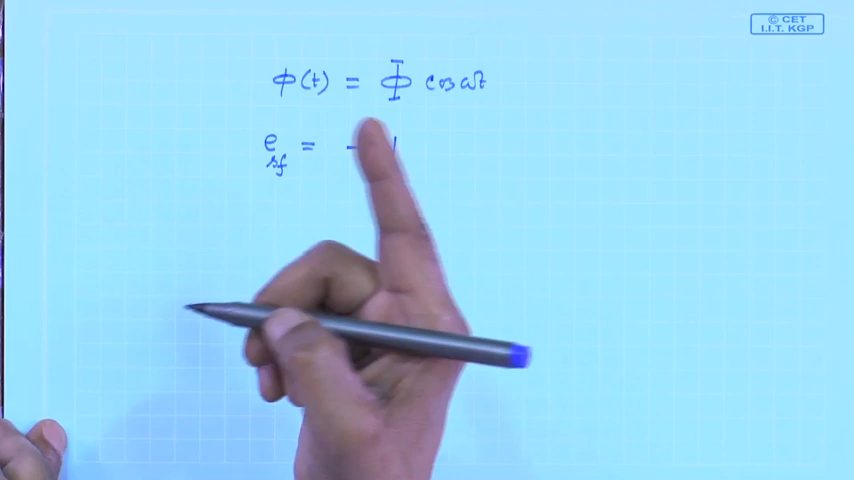 © CET
I.I.T. KGP
ϕ(t) = Φ cos ωt
e_sf = -